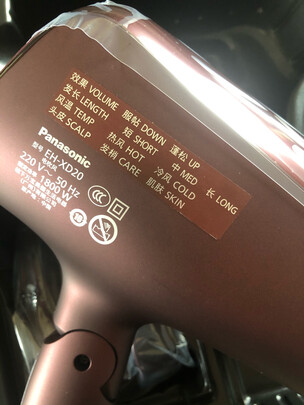 效果 VOLUME 服帖 DOWN 蓬松 UP
发长 LENGTH 短 SHORT 中 MED 长 LONG
风温 TEMP 热风 HOT 冷风 COLD
头皮 SCALP 发梢 CARE 肌肤 SKIN
Panasonic
型号 EH-XD20
220 V~ 50 Hz
1800 W